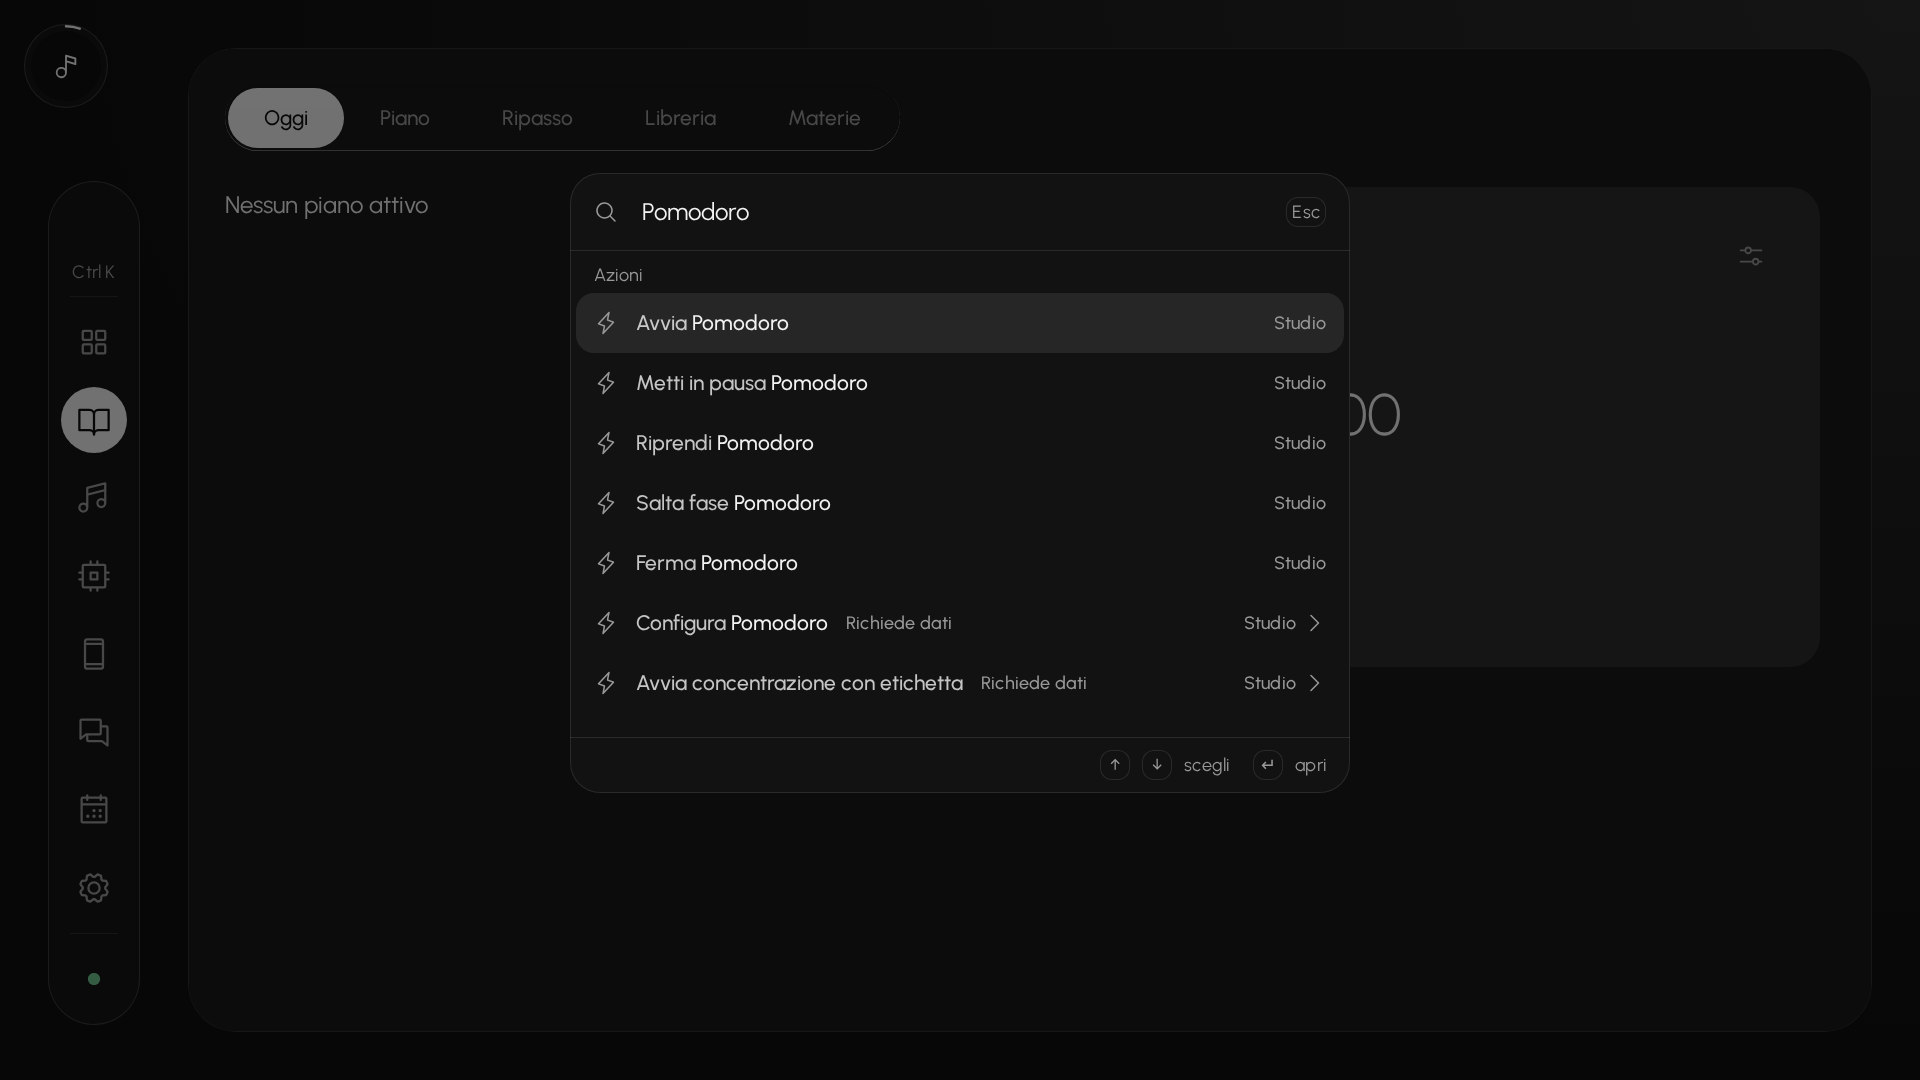 Oggi Piano Ripasso Libreria Materie
Nessun piano attivo
Ctrl K
Pomodoro Esc
Azioni
Avvia Pomodoro Studio
Metti in pausa Pomodoro Studio
Riprendi Pomodoro Studio
Salta fase Pomodoro Studio
Ferma Pomodoro Studio
Configura Pomodoro Richiede dati Studio
Avvia concentrazione con etichetta Richiede dati Studio
scegli apri
00